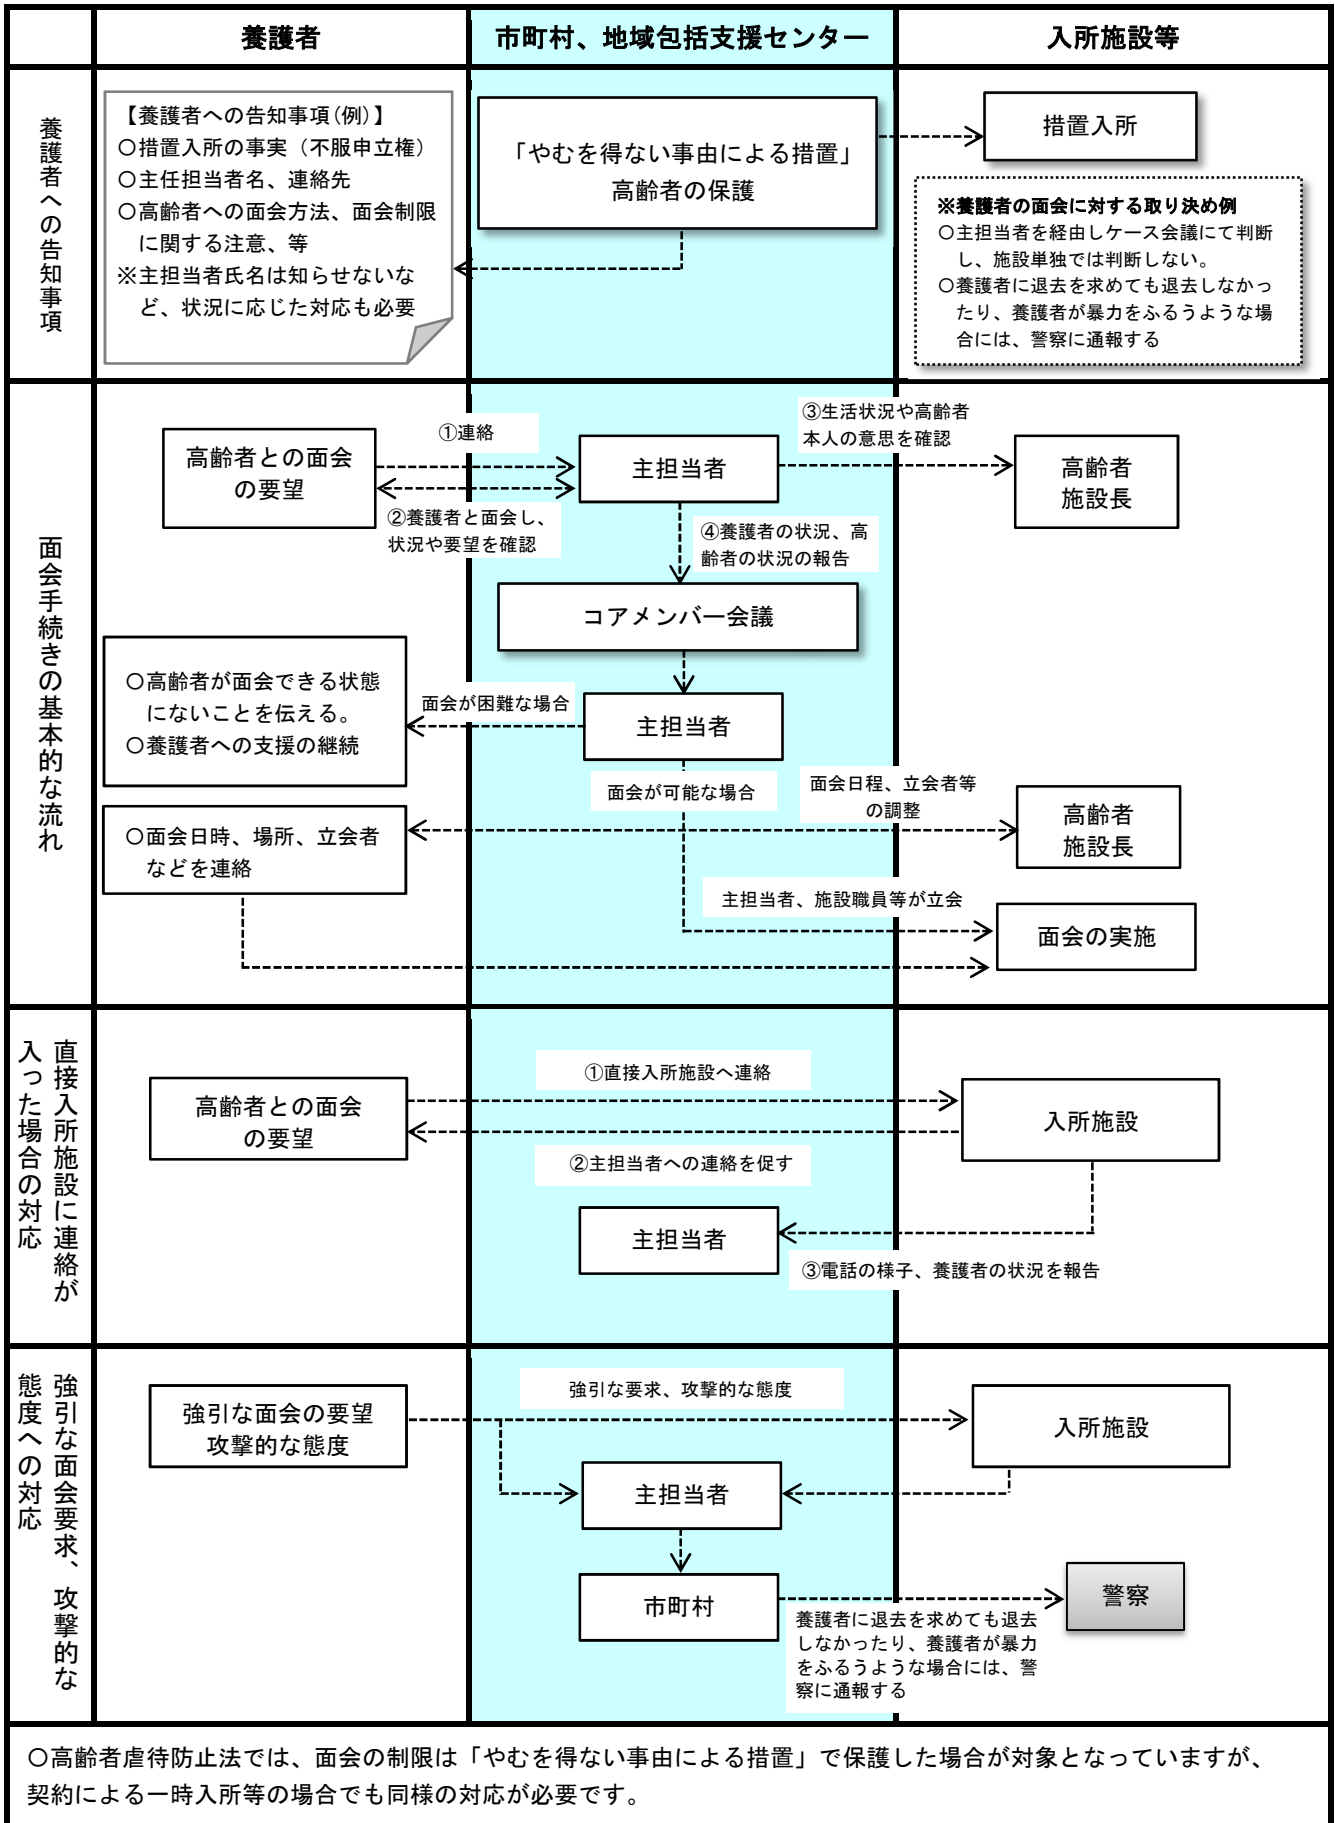 養護者
市町村、地域包括支援センター
入所施設等
養護者への告知事項
【養護者への告知事項(例)】
○措置入所の事実（不服申立権）
○主任担当者名、連絡先
○高齢者への面会方法、面会制限
に関する注意、等
※主担当者氏名は知らせないな
ど、状況に応じた対応も必要
「やむを得ない事由による措置」
高齢者の保護
措置入所
※養護者の面会に対する取り決め例
○主担当者を経由しケース会議にて判断
し、施設単独では判断しない。
○養護者に退去を求めても退去しなかっ
たり、養護者が暴力をふるうような場
合には、警察に通報する
面会手続きの基本的な流れ
高齢者との面会
の要望
①連絡
②養護者と面会し、
状況や要望を確認
主担当者
③生活状況や高齢者
本人の意思を確認
高齢者
施設長
④養護者の状況、高
齢者の状況の報告
コアメンバー会議
○高齢者が面会できる状態
にないことを伝える。
○養護者への支援の継続
面会が困難な場合
主担当者
面会が可能な場合
面会日程、立会者等
の調整
○面会日時、場所、立会者
などを連絡
高齢者
施設長
主担当者、施設職員等が立会
面会の実施
直接入所施設に連絡が
入った場合の対応
高齢者との面会
の要望
①直接入所施設へ連絡
入所施設
②主担当者への連絡を促す
主担当者
③電話の様子、養護者の状況を報告
強引な面会要求、攻撃的な
態度への対応
強引な面会の要望
攻撃的な態度
強引な要求、攻撃的な態度
入所施設
主担当者
市町村
警察
養護者に退去を求めても退去
しなかったり、養護者が暴力
をふるうような場合には、警
察に通報する
○高齢者虐待防止法では、面会の制限は「やむを得ない事由による措置」で保護した場合が対象となっていますが、
契約による一時入所等の場合でも同様の対応が必要です。